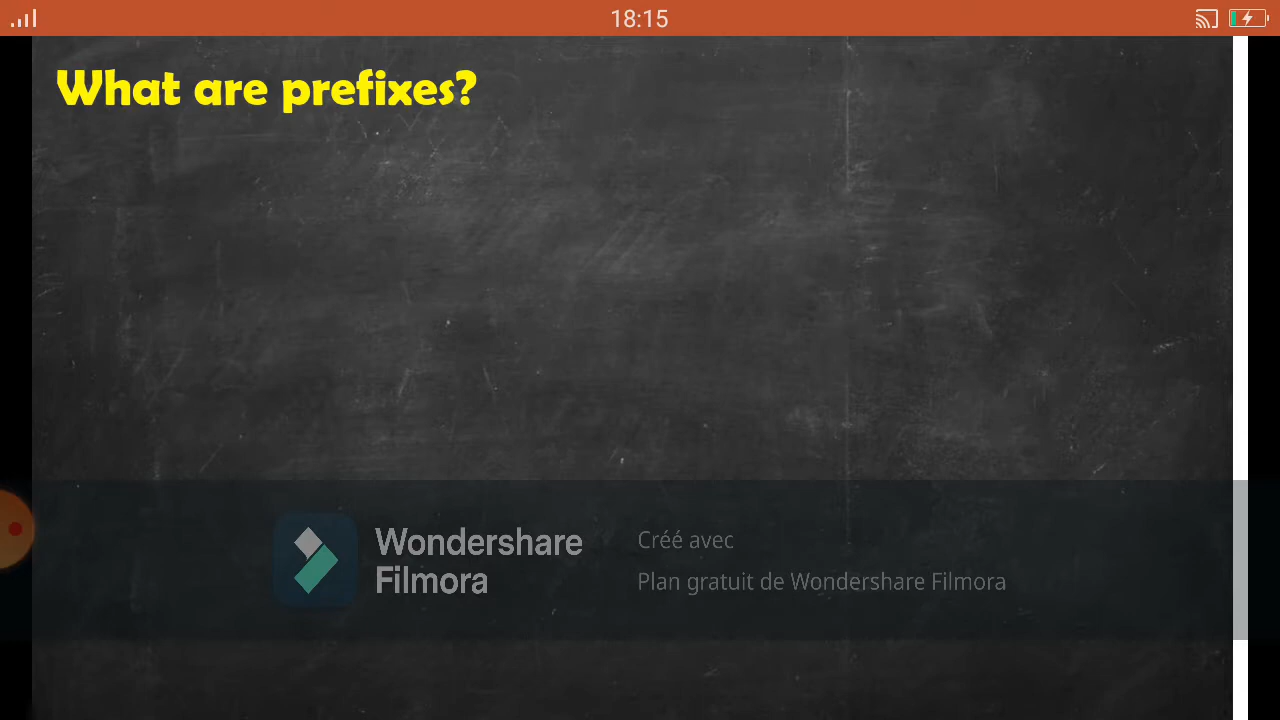 18:15
What are prefixes?
Wondershare
Filmora
Créé avec
Plan gratuit de Wondershare Filmora